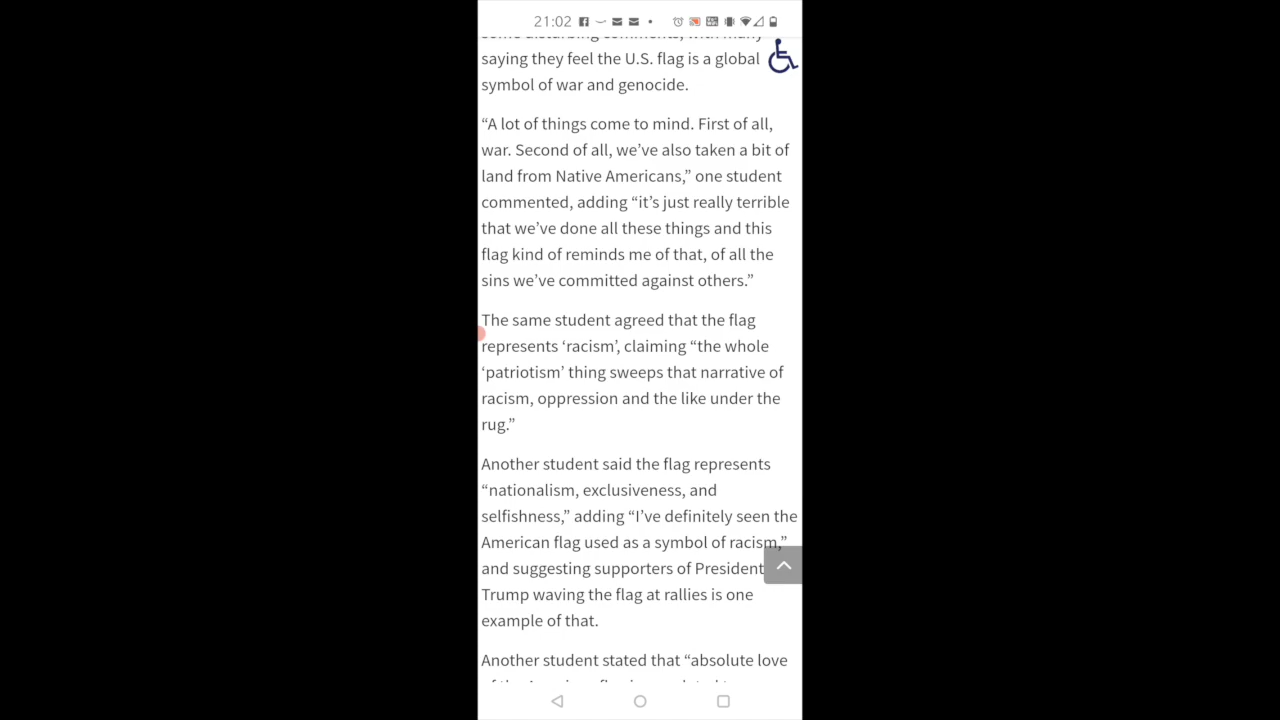 21:02
some disturbing comments, with many
saying they feel the U.S. flag is a global
symbol of war and genocide.
“A lot of things come to mind. First of all,
war. Second of all, we’ve also taken a bit of
land from Native Americans,” one student
commented, adding “it’s just really terrible
that we’ve done all these things and this
flag kind of reminds me of that, of all the
sins we’ve committed against others.”
The same student agreed that the flag
represents ‘racism’, claiming “the whole
‘patriotism’ thing sweeps that narrative of
racism, oppression and the like under the
rug.”
Another student said the flag represents
“nationalism, exclusiveness, and
selfishness,” adding “I’ve definitely seen the
American flag used as a symbol of racism,”
and suggesting supporters of President
Trump waving the flag at rallies is one
example of that.
Another student stated that “absolute love